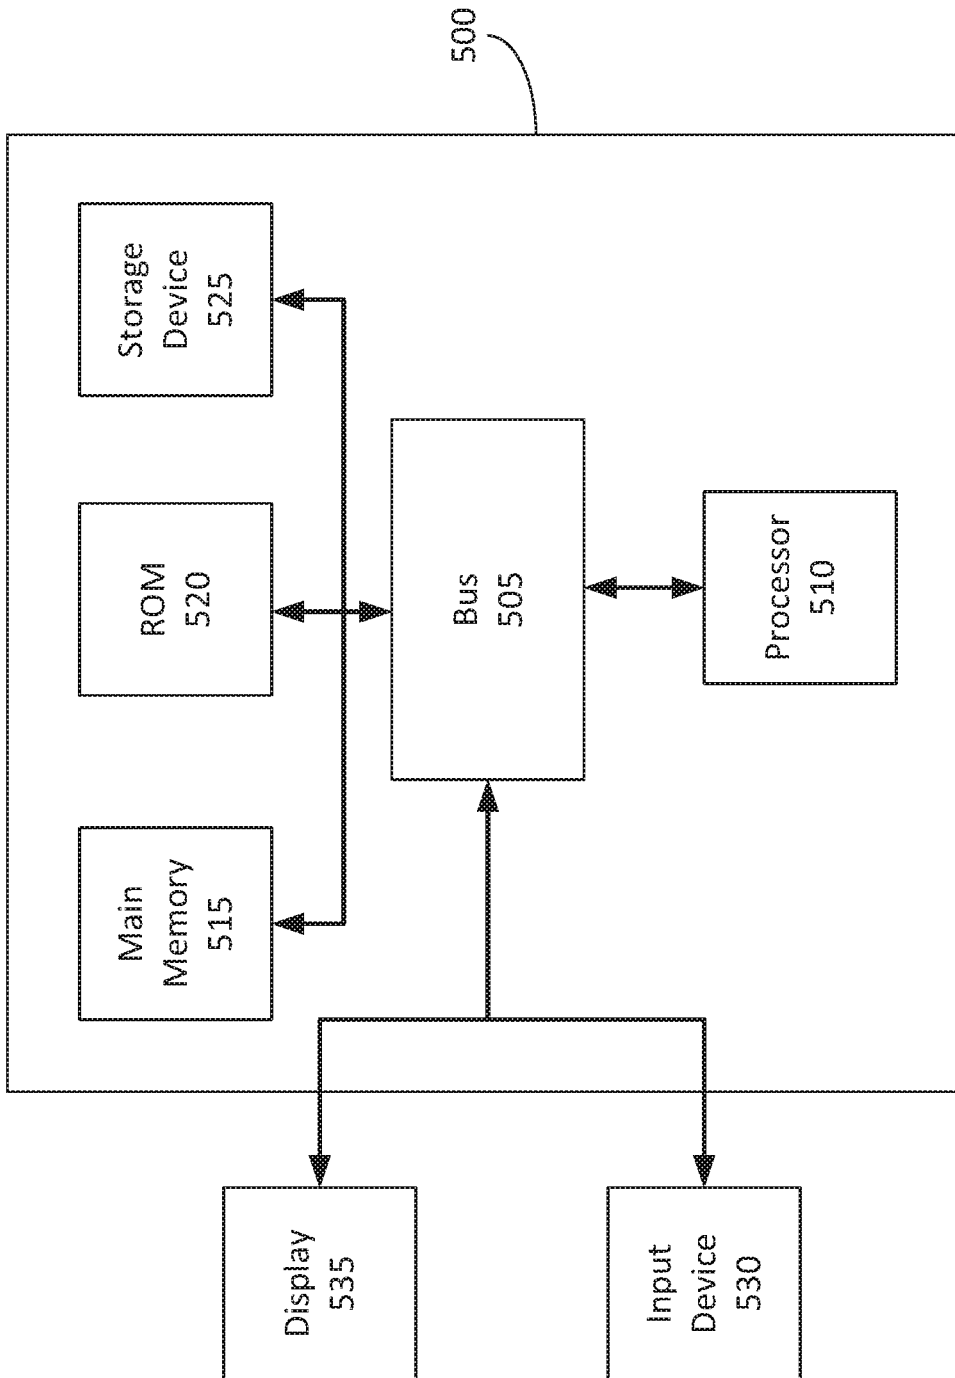 Main
Memory
515
ROM
520
Storage
Device
525
Display
535
Bus
505
500
Input
Device
530
Processor
510